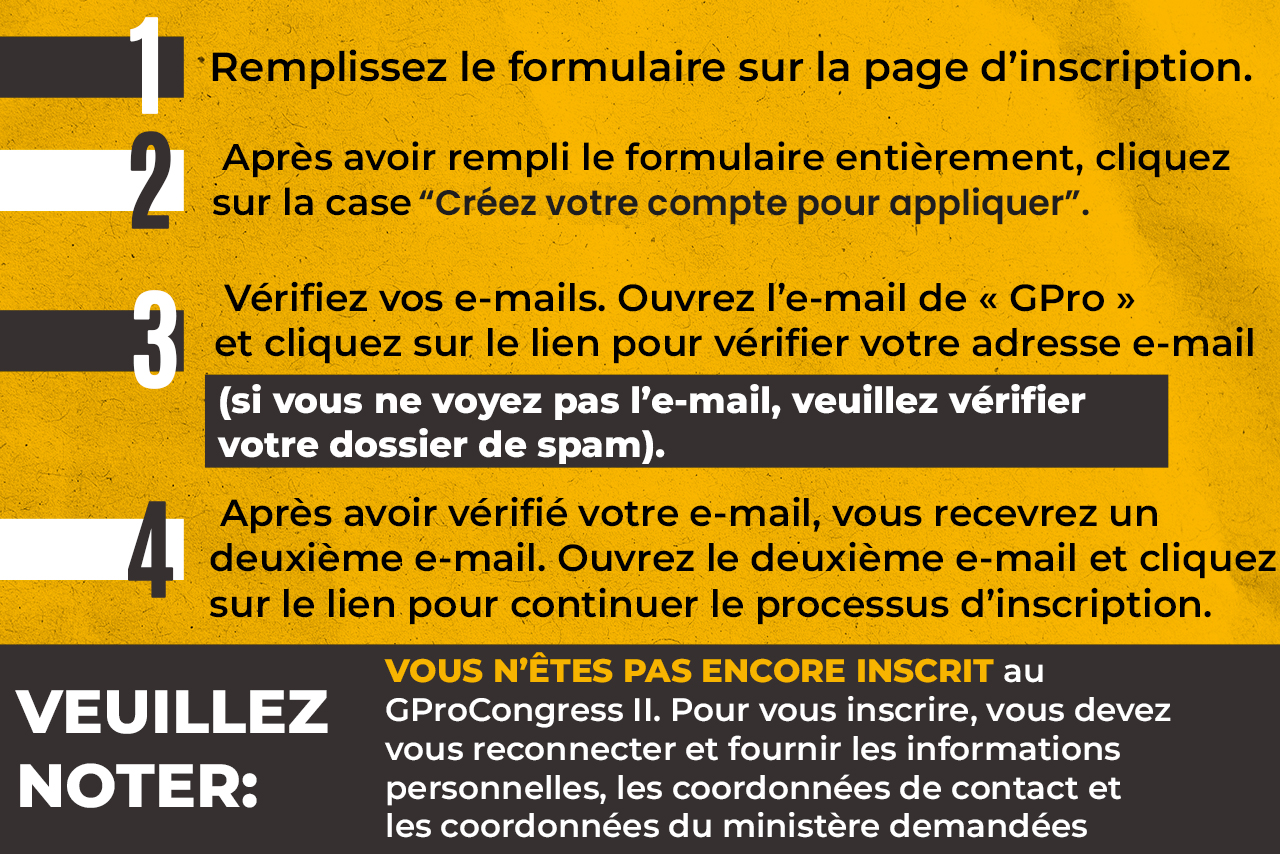 1
Remplissez le formulaire sur la page d’inscription.
2
Après avoir rempli le formulaire entièrement, cliquez
sur la case “Créez votre compte pour appliquer”.
3
Vérifiez vos e-mails. Ouvrez l’e-mail de « GPro »
et cliquez sur le lien pour vérifier votre adresse e-mail
(si vous ne voyez pas l’e-mail, veuillez vérifier
votre dossier de spam).
4
Après avoir vérifié votre e-mail, vous recevrez un
deuxième e-mail. Ouvrez le deuxième e-mail et cliquez
sur le lien pour continuer le processus d’inscription.
VEUILLEZ
NOTER:
VOUS N’ÊTES PAS ENCORE INSCRIT au
GProCongress II. Pour vous inscrire, vous devez
vous reconnecter et fournir les informations
personnelles, les coordonnées de contact et
les coordonnées du ministère demandées